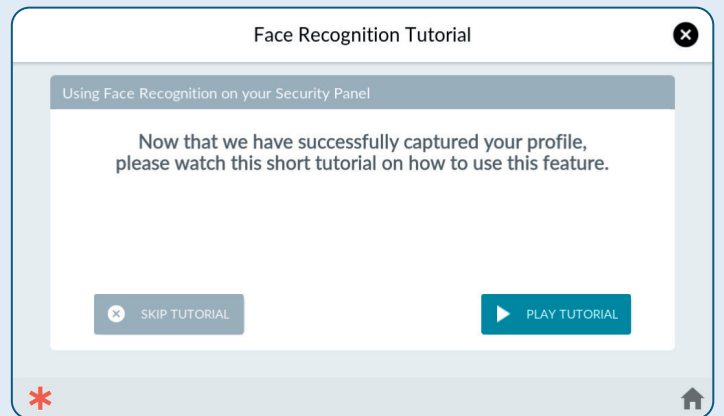 Face Recognition Tutorial
Using Face Recognition on your Security Panel
Now that we have successfully captured your profile,
please watch this short tutorial on how to use this feature.
SKIP TUTORIAL
PLAY TUTORIAL